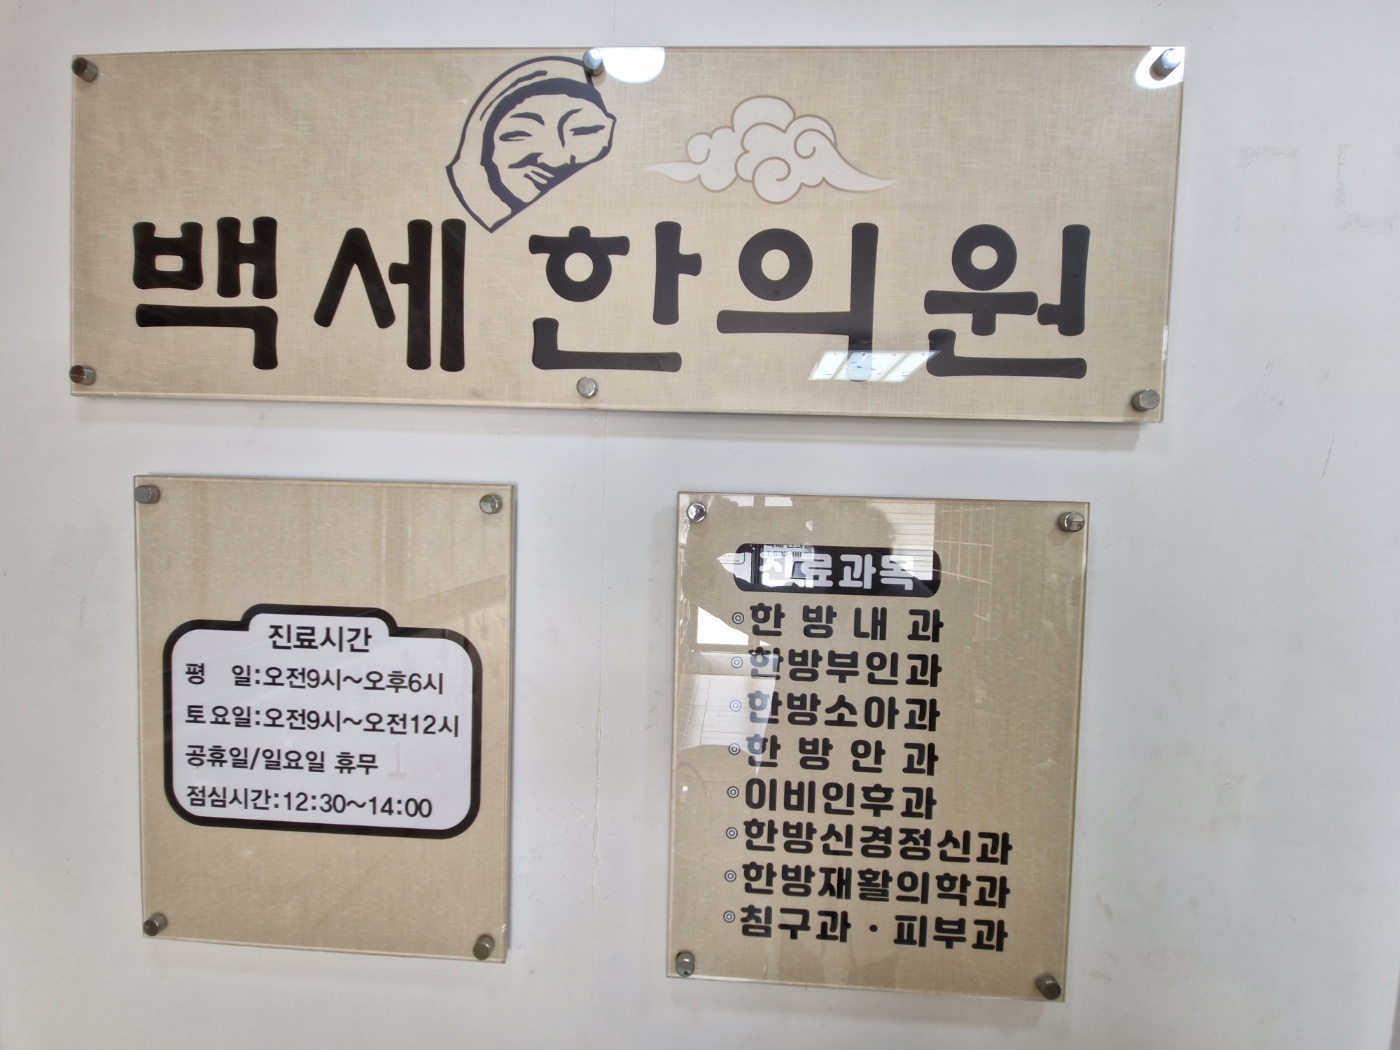 백세한의원
진료시간
평 일:오전9시~오후6시
토요일:오전9시~오전12시
공휴일/일요일 휴무
점심시간:12:30~14:00
진료과목
◎한 방 내 과
◎한방부인과
◎한방소아과
◎한 방 안 과
◎이비인후과
◎한방신경정신과
◎한방재활의학과
◎침구과·피부과